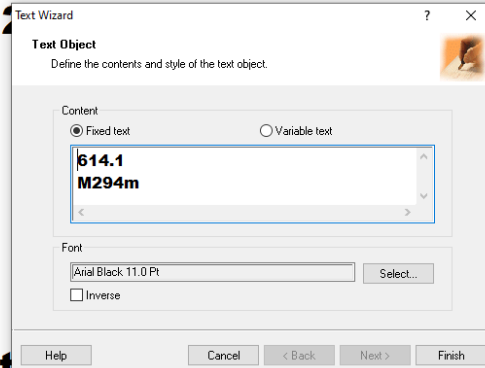 Text Wizard
?
Text Object
Define the contents and style of the text object.
Content
Fixed text
Variable text
614.1
M294m
Font
Arial Black 11.0 Pt
Select...
Inverse
Help
Cancel
< Back
Next >
Finish